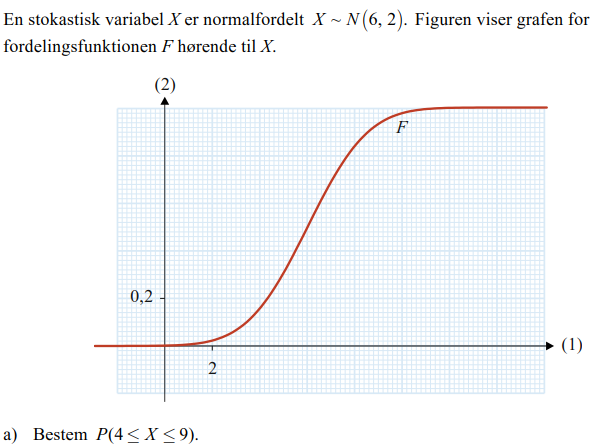 En stokastisk variabel X er normalfordelt X ~ N(6, 2). Figuren viser grafen for
fordelingsfunktionen F hørende til X.
(2)
F
0,2
(1)
2
a) Bestem P(4 ≤ X ≤ 9).